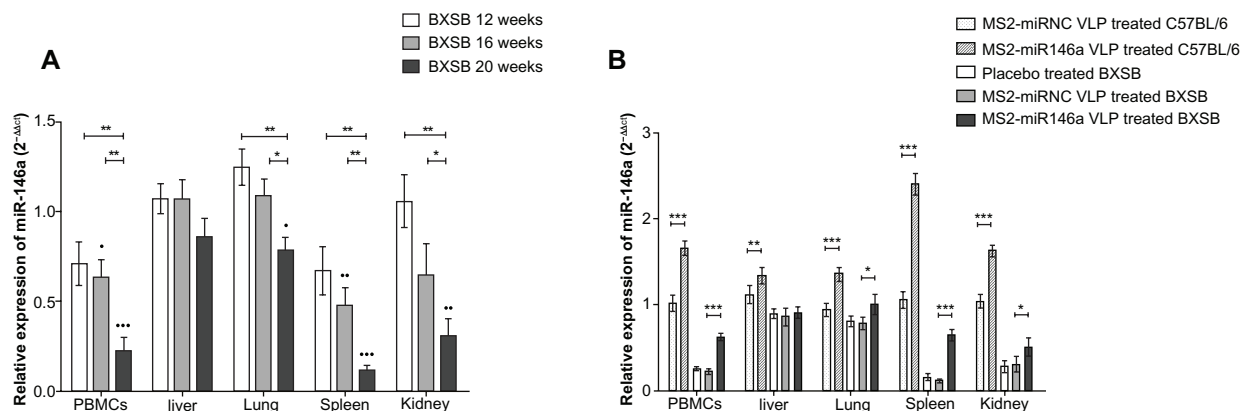 A
BXSB 12 weeks
BXSB 16 weeks
BXSB 20 weeks
Relative expression of miR-146a (2−ΔΔct)
1.5
1.0
0.5
0.0
** ** ** * ** ** ** *
• ••• • •• ••• ••
PBMCs liver Lung Spleen Kidney
B
MS2-miRNC VLP treated C57BL/6
MS2-miR146a VLP treated C57BL/6
Placebo treated BXSB
MS2-miRNC VLP treated BXSB
MS2-miR146a VLP treated BXSB
Relative expression of miR-146a (2−ΔΔct)
3
2
1
0
*** *** ** *** * *** *** *** *
PBMCs liver Lung Spleen Kidney